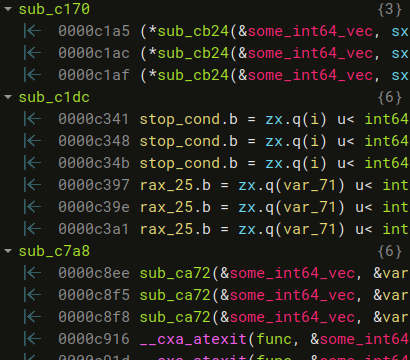 sub_c170 {3}
|← 0000c1a5 (*sub_cb24(&some_int64_vec, sx
|← 0000c1ac (*sub_cb24(&some_int64_vec, sx
|← 0000c1af (*sub_cb24(&some_int64_vec, sx
sub_c1dc {6}
|← 0000c341 stop_cond.b = zx.q(i) u< int64
|← 0000c348 stop_cond.b = zx.q(i) u< int64
|← 0000c34b stop_cond.b = zx.q(i) u< int64
|← 0000c397 rax_25.b = zx.q(var_71) u< int
|← 0000c39e rax_25.b = zx.q(var_71) u< int
|← 0000c3a1 rax_25.b = zx.q(var_71) u< int
sub_c7a8 {6}
|← 0000c8ee sub_ca72(&some_int64_vec, &var
|← 0000c8f5 sub_ca72(&some_int64_vec, &var
|← 0000c8f8 sub_ca72(&some_int64_vec, &var
|← 0000c916 __cxa_atexit(func, &some_int64